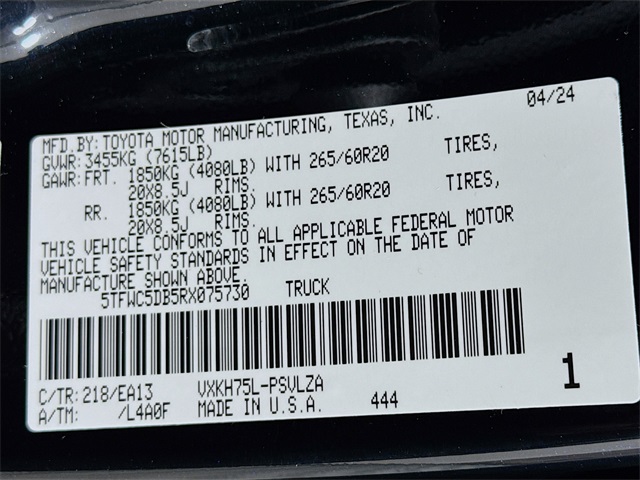 MFD.BY: TOYOTA MOTOR MANUFACTURING, TEXAS, INC. 04/24
GVWR: 3455KG (7615LB)
GAWR: FRT. 1850KG (4080LB) WITH 265/60R20 TIRES,
20X8.5J RIMS.
RR. 1850KG (4080LB) WITH 265/60R20 TIRES,
20X8.5J RIMS.
THIS VEHICLE CONFORMS TO ALL APPLICABLE FEDERAL MOTOR
VEHICLE SAFETY STANDARDS IN EFFECT ON THE DATE OF
MANUFACTURE SHOWN ABOVE.
5TFWC5DB5RX075730 TRUCK
C/TR: 218/EA13 VXKH75L-PSVLZA 1
A/TM: /L4A0F MADE IN U.S.A. 444